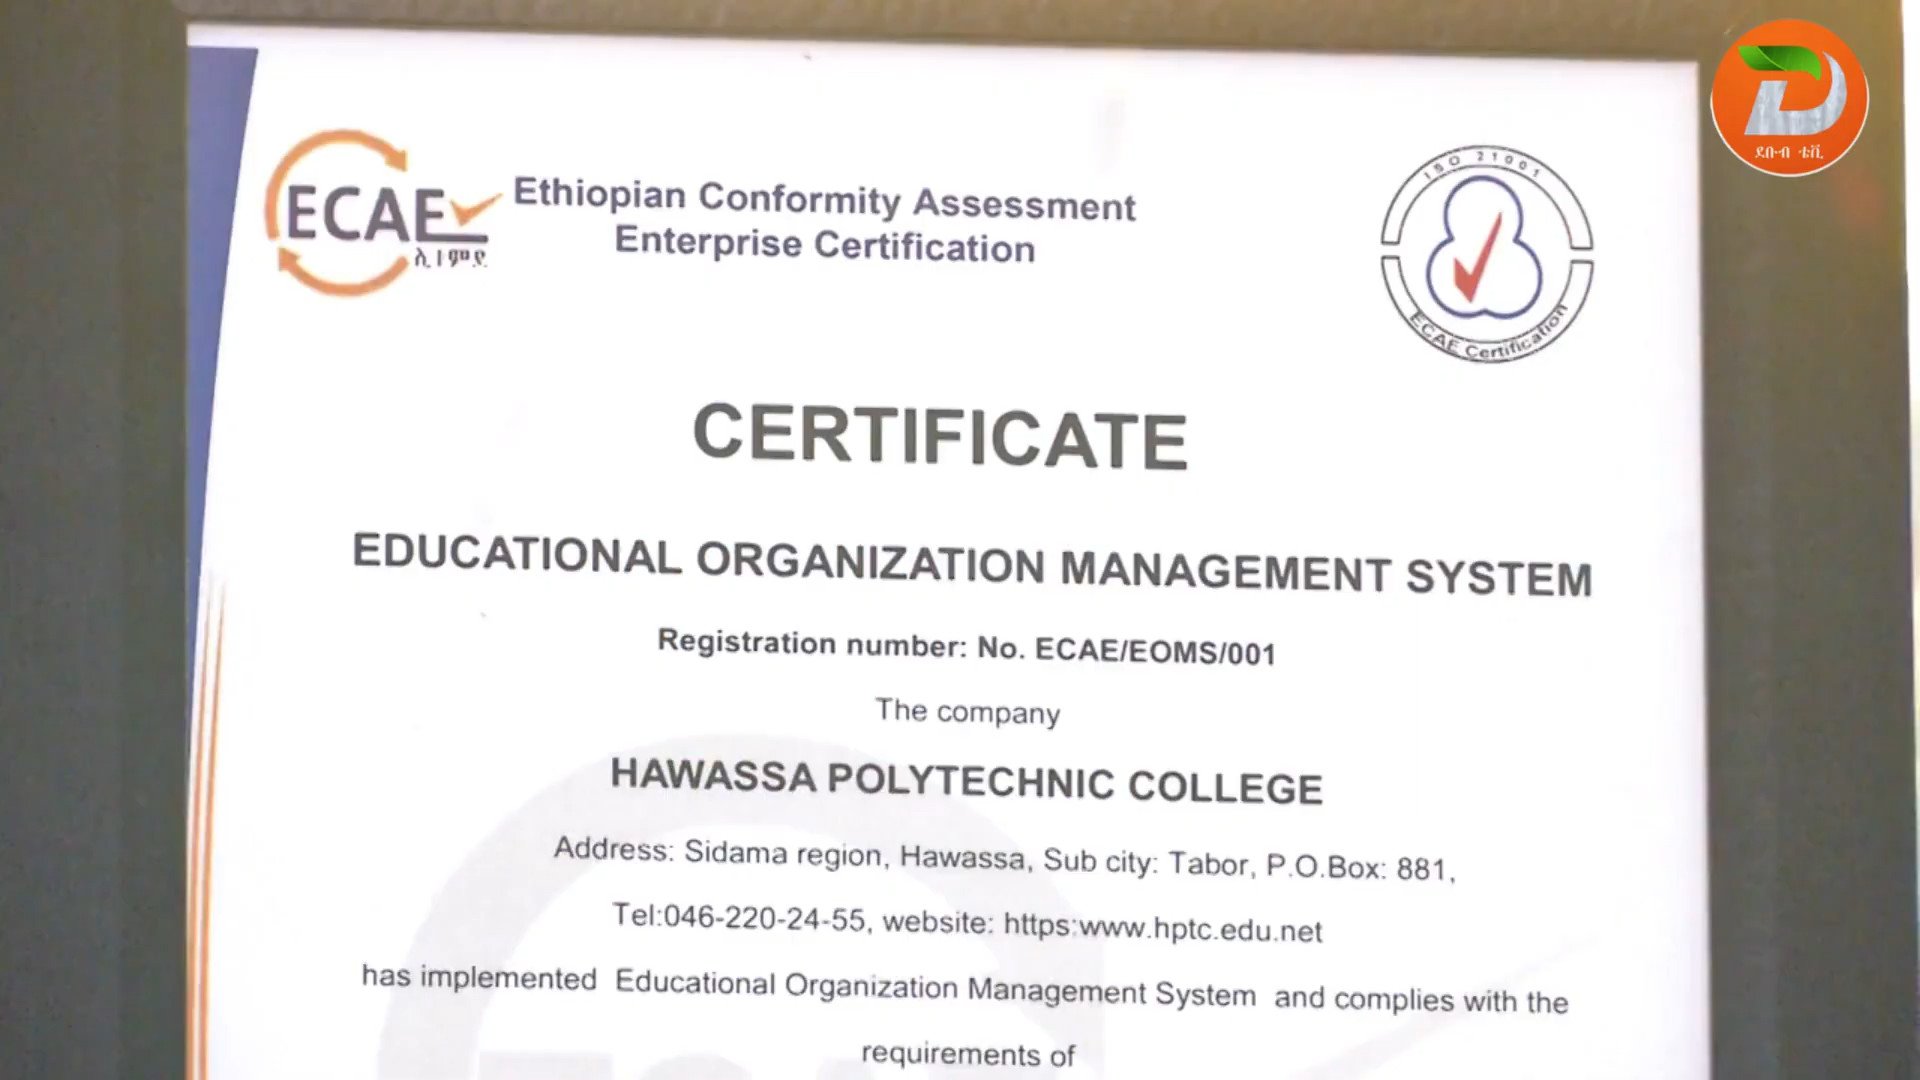 ECAE
Ethiopian Conformity Assessment
Enterprise Certification
ISO 21001
ECAE Certification
ደቡብ ቴቪ
CERTIFICATE
EDUCATIONAL ORGANIZATION MANAGEMENT SYSTEM
Registration number: No. ECAE/EOMS/001
The company
HAWASSA POLYTECHNIC COLLEGE
Address: Sidama region, Hawassa, Sub city: Tabor, P.O.Box: 881,
Tel:046-220-24-55, website: https:www.hptc.edu.net
has implemented Educational Organization Management System and complies with the
requirements of